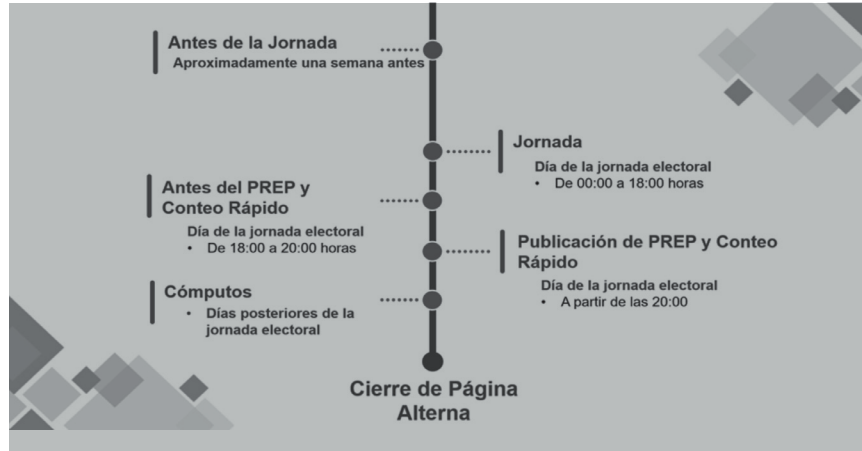 Antes de la Jornada
Aproximadamente una semana antes
Jornada
Día de la jornada electoral
• De 00:00 a 18:00 horas
Antes del PREP y
Conteo Rápido
Día de la jornada electoral
• De 18:00 a 20:00 horas
Publicación de PREP y Conteo
Rápido
Día de la jornada electoral
• A partir de las 20:00
Cómputos
• Días posteriores de la
jornada electoral
Cierre de Página
Alterna